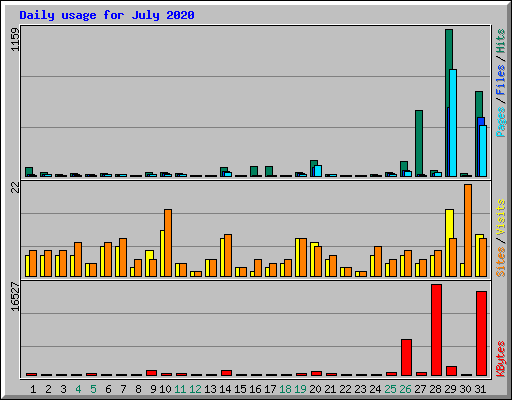 Daily usage for July 2020
1159
Pages / Files / Hits
22
Sites / Visits
16527
KBytes
1 2 3 4 5 6 7 8 9 10 11 12 13 14 15 16 17 18 19 20 21 22 23 24 25 26 27 28 29 30 31